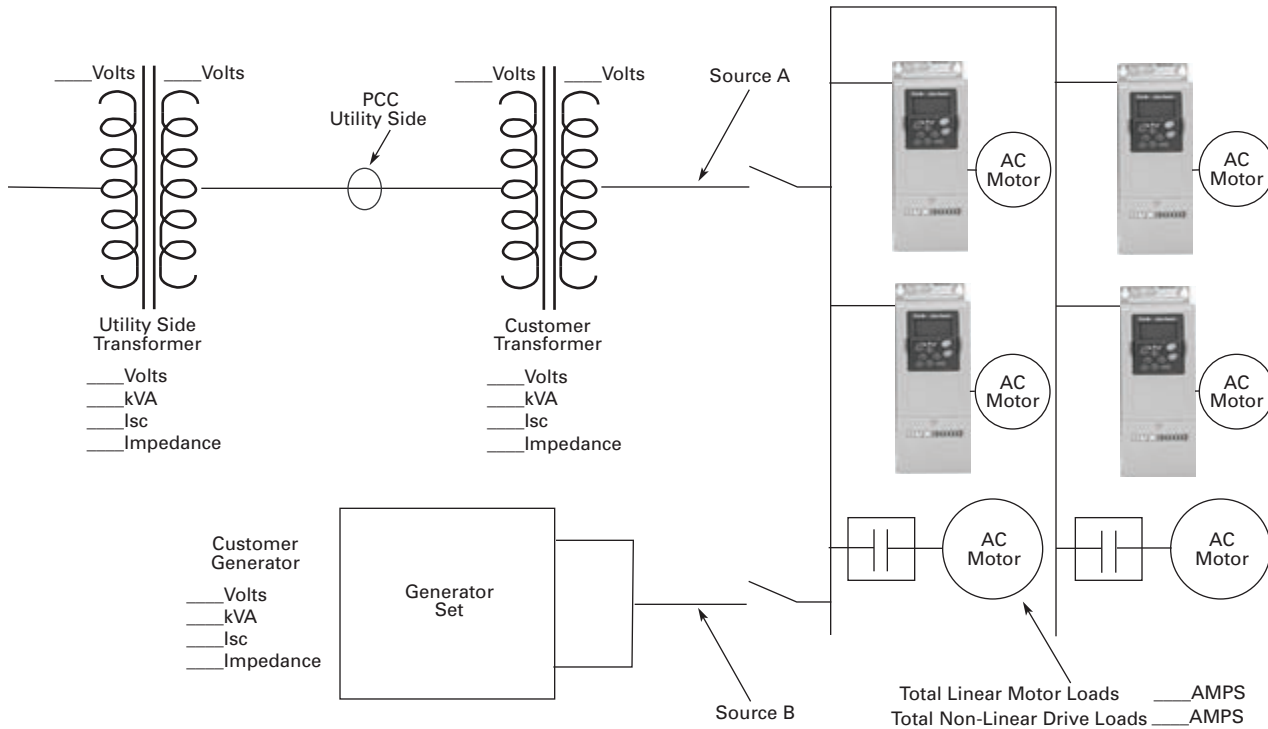 ____Volts ____Volts
____Volts ____Volts
Source A
PCC
Utility Side
AC
Motor
AC
Motor
Utility Side
Transformer
____Volts
____kVA
____Isc
____Impedance
Customer
Transformer
____Volts
____kVA
____Isc
____Impedance
AC
Motor
AC
Motor
Customer
Generator
____Volts
____kVA
____Isc
____Impedance
Generator
Set
AC
Motor
AC
Motor
Source B
Total Linear Motor Loads ____AMPS
Total Non-Linear Drive Loads ____AMPS